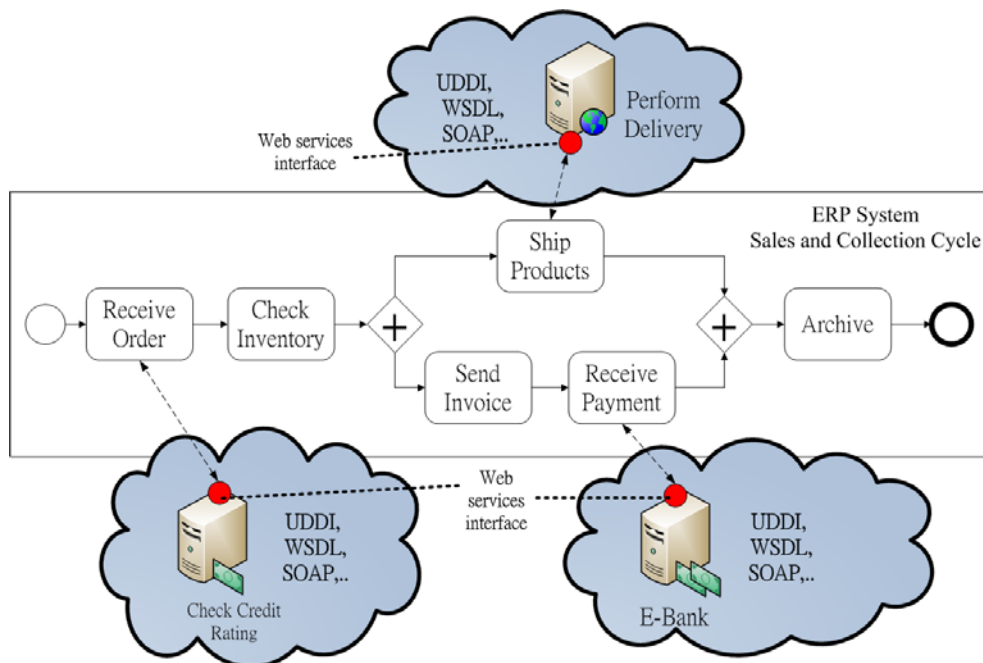 UDDI,
WSDL,
SOAP,..
Perform
Delivery
Web services
interface
ERP System
Sales and Collection Cycle
Ship
Products
Receive
Order
Check
Inventory
Archive
Send
Invoice
Receive
Payment
Web
services
interface
UDDI,
WSDL,
SOAP,..
Check Credit
Rating
UDDI,
WSDL,
SOAP,..
E-Bank